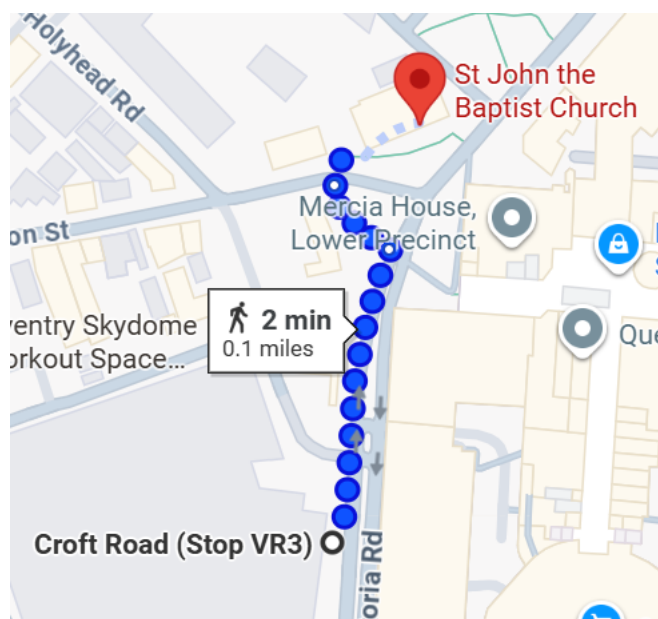 Holyhead Rd
St John the
Baptist Church
Mercia House,
Lower Precinct
on St
ventry Skydome
orkout Space...
2 min
0.1 miles
Que
Croft Road (Stop VR3)
oria Rd